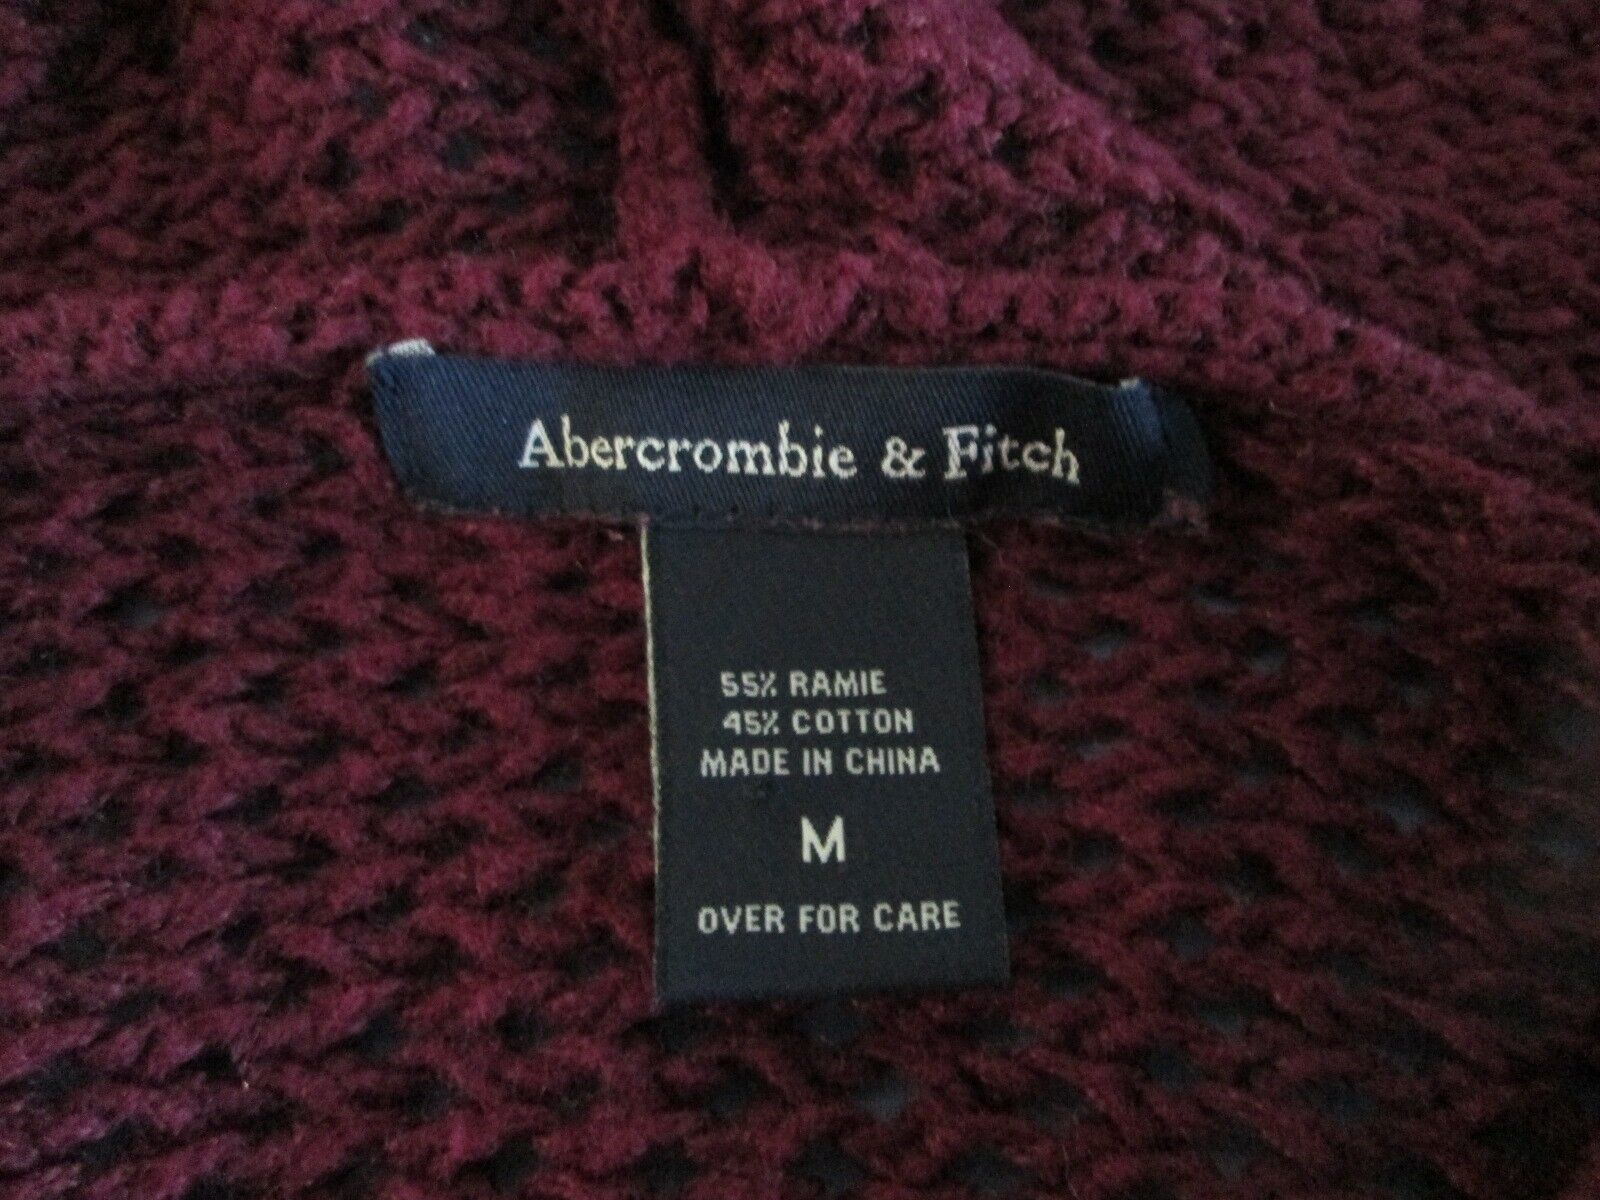 Abercrombie & Fitch
55% RAMIE
45% COTTON
MADE IN CHINA
M
OVER FOR CARE